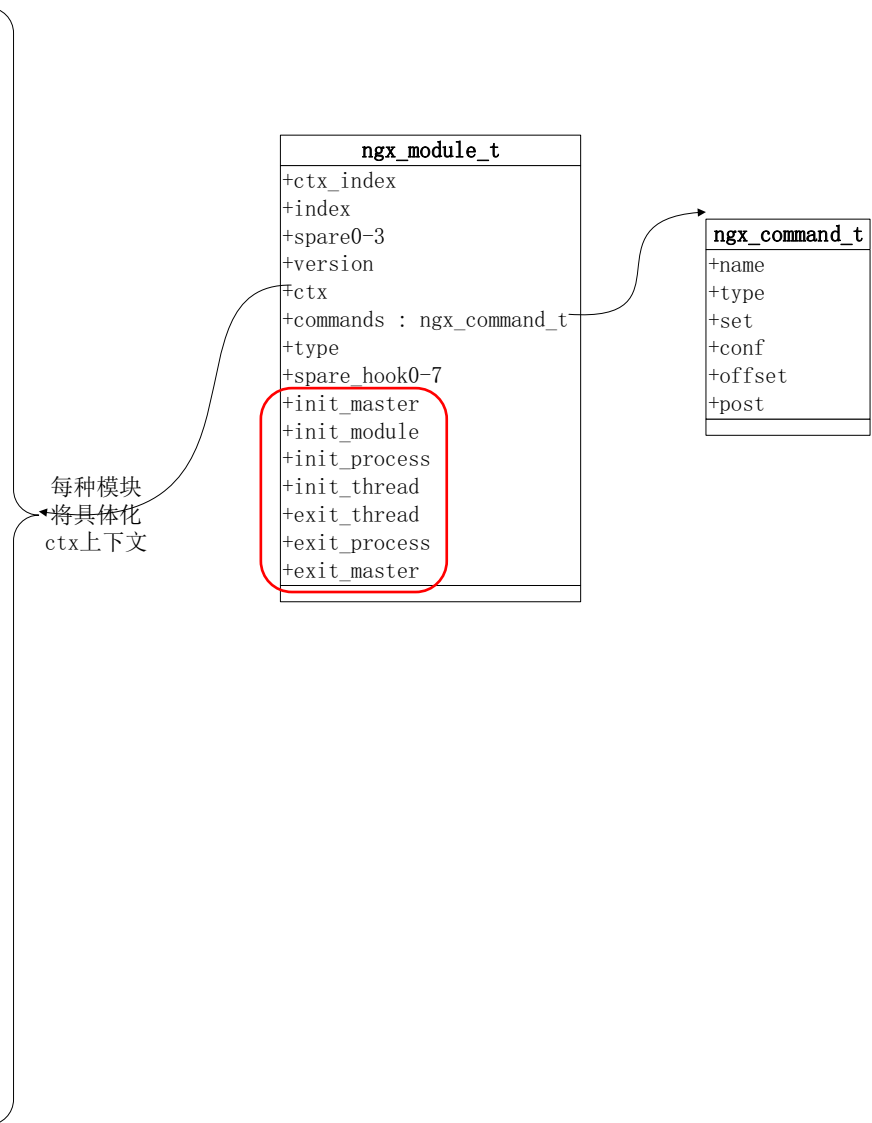 ngx_module_t
+ctx_index
+index
+spare0-3
+version
+ctx
+commands : ngx_command_t
+type
+spare_hook0-7
+init_master
+init_module
+init_process
+init_thread
+exit_thread
+exit_process
+exit_master
ngx_command_t
+name
+type
+set
+conf
+offset
+post
每种模块
将具体化
ctx上下文